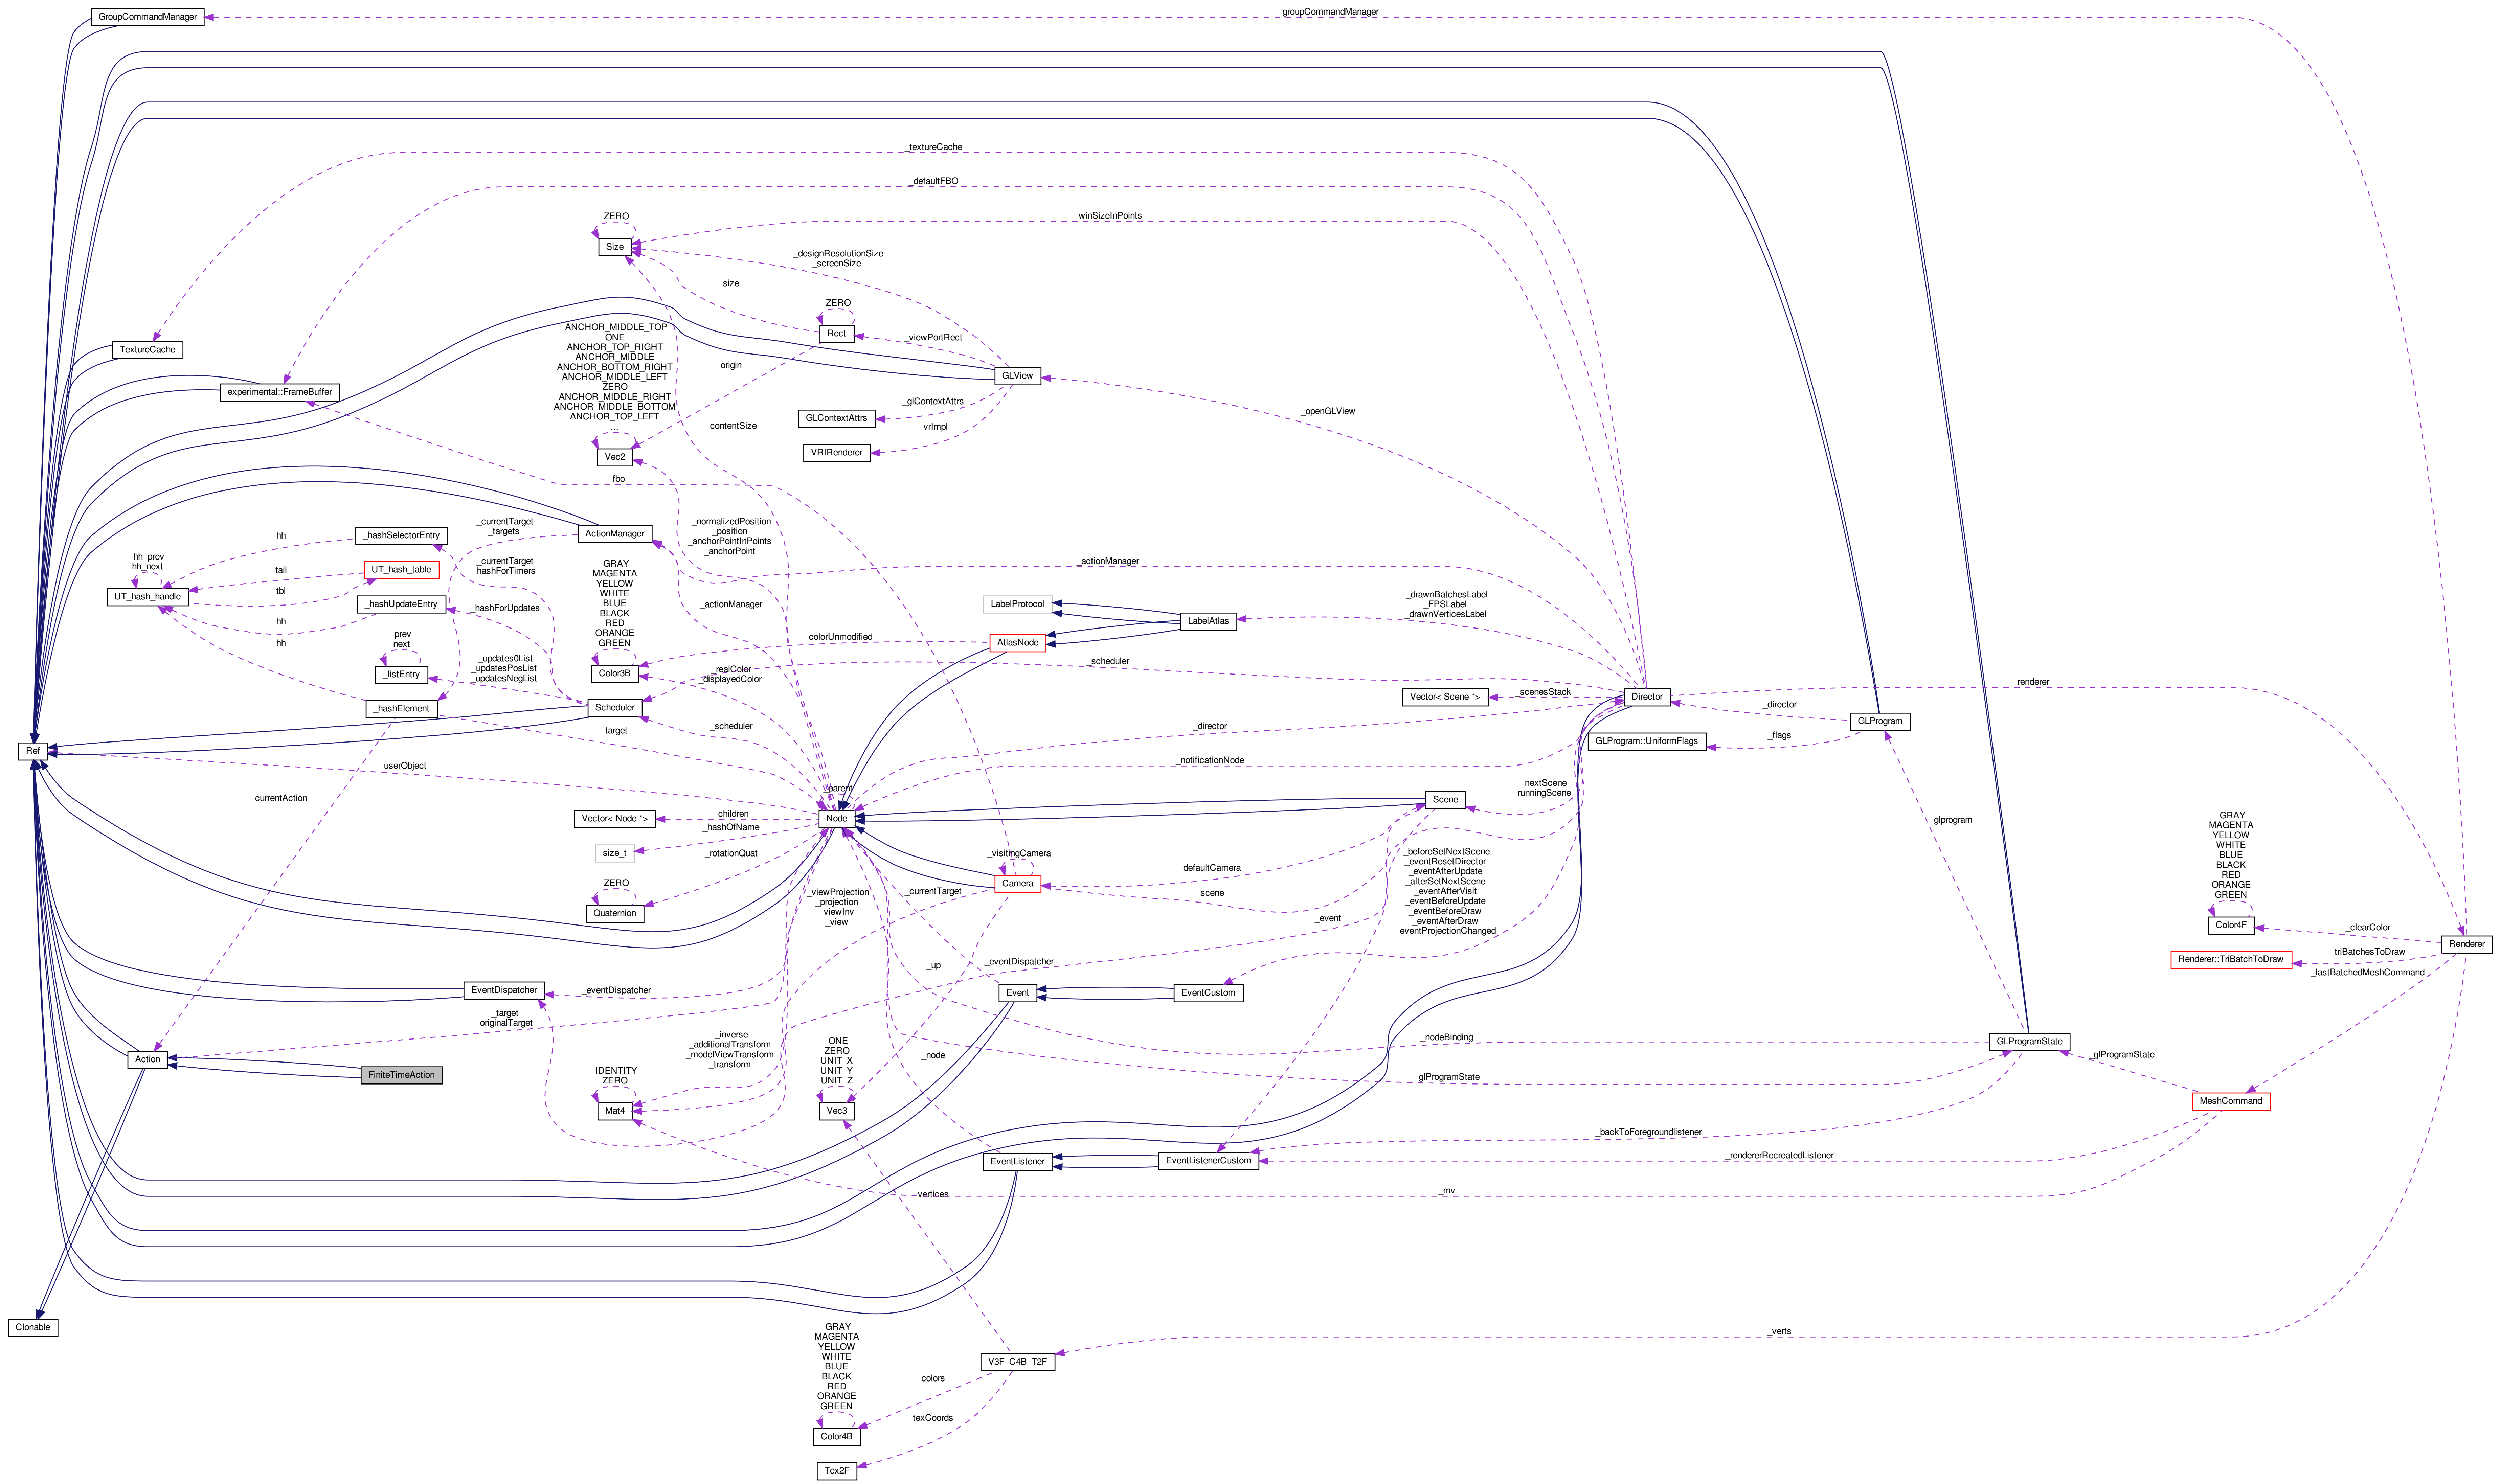 GroupCommandManager
_groupCommandManager
_textureCache
_defaultFBO
_winSizeInPoints
ZERO
Size
_designResolutionSize
_screenSize
size
ZERO
Rect
_viewPortRect
TextureCache
experimental::FrameBuffer
ANCHOR_MIDDLE_TOP
ONE
ANCHOR_TOP_RIGHT
ANCHOR_MIDDLE
ANCHOR_BOTTOM_RIGHT
ANCHOR_MIDDLE_LEFT
ZERO
ANCHOR_MIDDLE_RIGHT
ANCHOR_MIDDLE_BOTTOM
ANCHOR_TOP_LEFT
...
Vec2
origin
GLView
_glContextAttrs
GLContextAttrs
_vrImpl
VRIRenderer
_openGLView
_contentSize
_fbo
_normalizedPosition
_position
_anchorPointInPoints
_anchorPoint
_currentTarget
_targets
ActionManager
_hashSelectorEntry
hh
hh_prev
hh_next
UT_hash_handle
tail
tbl
UT_hash_table
_hashUpdateEntry
hh
hh
_currentTarget
_hashForTimers
_hashForUpdates
prev
next
_listEntry
_updates0List
_updatesPosList
_updatesNegList
_hashElement
GRAY
MAGENTA
YELLOW
WHITE
BLUE
BLACK
RED
ORANGE
GREEN
Color3B
_actionManager
_actionManager
_colorUnmodified
_realColor
_displayedColor
LabelProtocol
LabelAtlas
AtlasNode
_drawnBatchesLabel
_FPSLabel
_drawnVerticesLabel
_scheduler
Scheduler
_scheduler
target
Ref
_userObject
_director
_notificationNode
_scenesStack
Vector< Scene *>
Director
_renderer
_director
GLProgram
_flags
GLProgram::UniformFlags
_nextScene
_runningScene
Scene
_parent
Node
_children
Vector< Node *>
_hashOfName
size_t
_rotationQuat
ZERO
Quaternion
currentAction
_visitingCamera
Camera
_defaultCamera
_scene
_currentTarget
_viewProjection
_projection
_viewInv
_view
_glprogram
_beforeSetNextScene
_eventResetDirector
_eventAfterUpdate
_afterSetNextScene
_eventAfterVisit
_eventBeforeUpdate
_eventBeforeDraw
_eventAfterDraw
_eventProjectionChanged
_event
GRAY
MAGENTA
YELLOW
WHITE
BLUE
BLACK
RED
ORANGE
GREEN
Color4F
_clearColor
Renderer
_triBatchesToDraw
Renderer::TriBatchToDraw
_lastBatchedMeshCommand
_up
_eventDispatcher
EventDispatcher
_eventDispatcher
Event
EventCustom
_target
_originalTarget
Action
FiniteTimeAction
_inverse
_additionalTransform
_modelViewTransform
_transform
IDENTITY
ZERO
Mat4
ONE
ZERO
UNIT_X
UNIT_Y
UNIT_Z
Vec3
_node
_nodeBinding
GLProgramState
_glProgramState
_glProgramState
MeshCommand
_backToForegroundlistener
EventListener
EventListenerCustom
_rendererRecreatedListener
_mv
vertices
Clonable
_verts
GRAY
MAGENTA
YELLOW
WHITE
BLUE
BLACK
RED
ORANGE
GREEN
Color4B
V3F_C4B_T2F
colors
texCoords
Tex2F